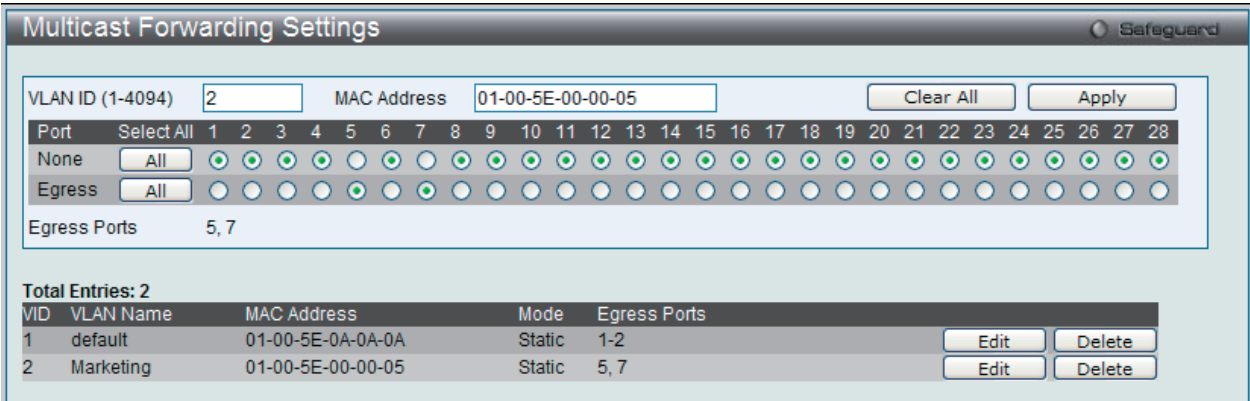 Multicast Forwarding Settings Safeguard
VLAN ID (1-4094) 2 MAC Address 01-00-5E-00-00-05 Clear All Apply
Port Select All 1 2 3 4 5 6 7 8 9 10 11 12 13 14 15 16 17 18 19 20 21 22 23 24 25 26 27 28
None All
Egress All
Egress Ports 5, 7
Total Entries: 2
VID VLAN Name MAC Address Mode Egress Ports
1 default 01-00-5E-0A-0A-0A Static 1-2 Edit Delete
2 Marketing 01-00-5E-00-00-05 Static 5, 7 Edit Delete